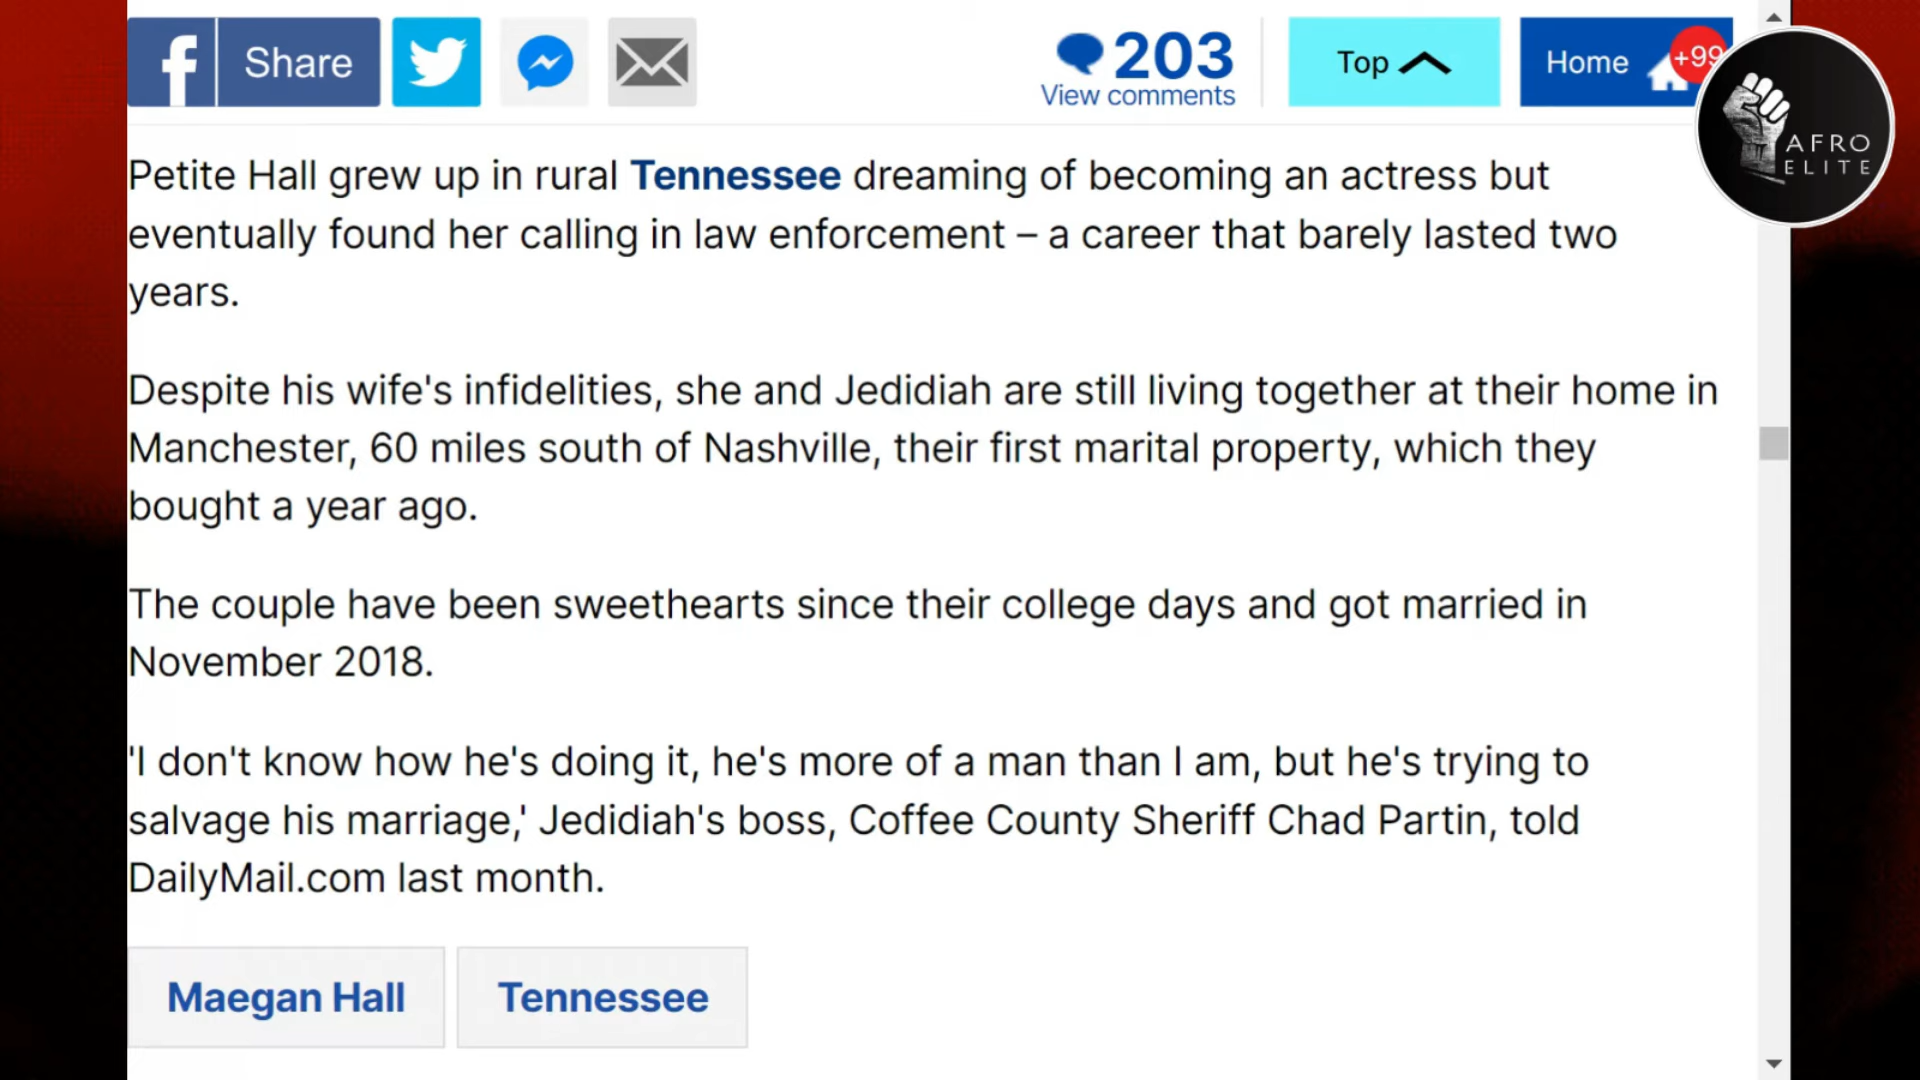 Share
203
View comments
Top
Home
+99
AFRO
ELITE
Petite Hall grew up in rural Tennessee dreaming of becoming an actress but
eventually found her calling in law enforcement – a career that barely lasted two
years.
Despite his wife's infidelities, she and Jedidiah are still living together at their home in
Manchester, 60 miles south of Nashville, their first marital property, which they
bought a year ago.
The couple have been sweethearts since their college days and got married in
November 2018.
'I don't know how he's doing it, he's more of a man than I am, but he's trying to
salvage his marriage,' Jedidiah's boss, Coffee County Sheriff Chad Partin, told
DailyMail.com last month.
Maegan Hall
Tennessee